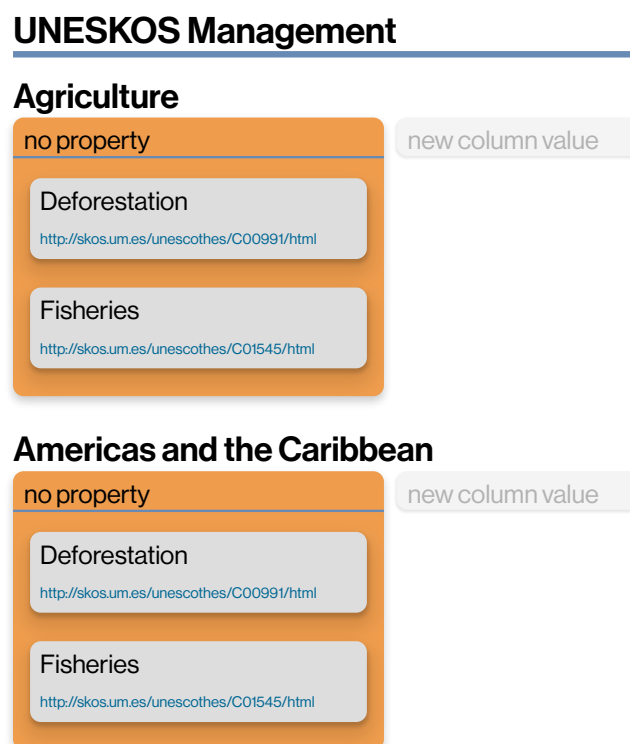 UNESKOS Management
Agriculture
no property
new column value
Deforestation
http://skos.um.es/unescothes/C00991/html
Fisheries
http://skos.um.es/unescothes/C01545/html
Americas and the Caribbean
no property
new column value
Deforestation
http://skos.um.es/unescothes/C00991/html
Fisheries
http://skos.um.es/unescothes/C01545/html